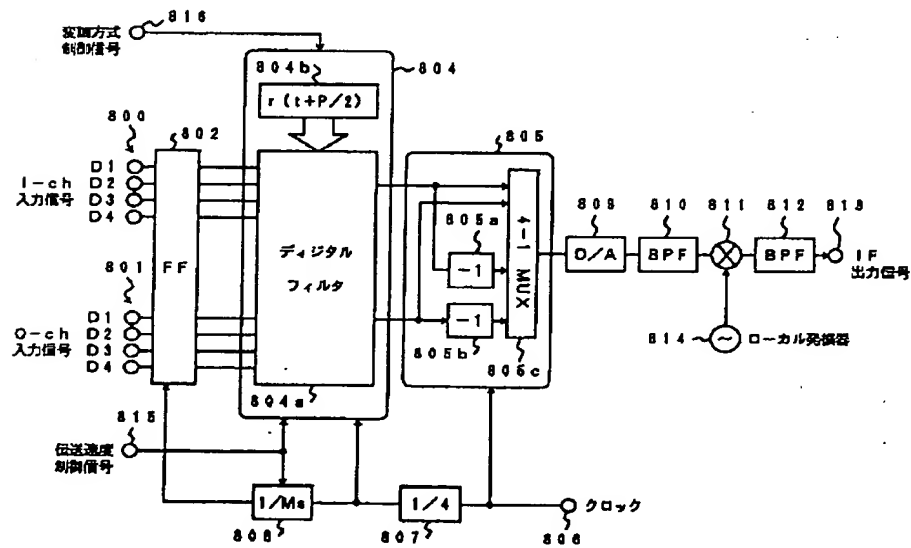 816
変調方式
制御信号
804b
804
r(t+P/2)
800
802
805
D1
I-ch
D2
入力信号
D3
D4
809
810
811
812
813
805a
-1
4-1 MUX
D/A
BPF
BPF
IF
出力信号
ディジタル
フィルタ
FF
801
D1
Q-ch
D2
入力信号
D3
D4
-1
805b
805c
814
~
ローカル発振器
804a
815
伝送速度
制御信号
1/Ms
1/4
クロック
808
807
806